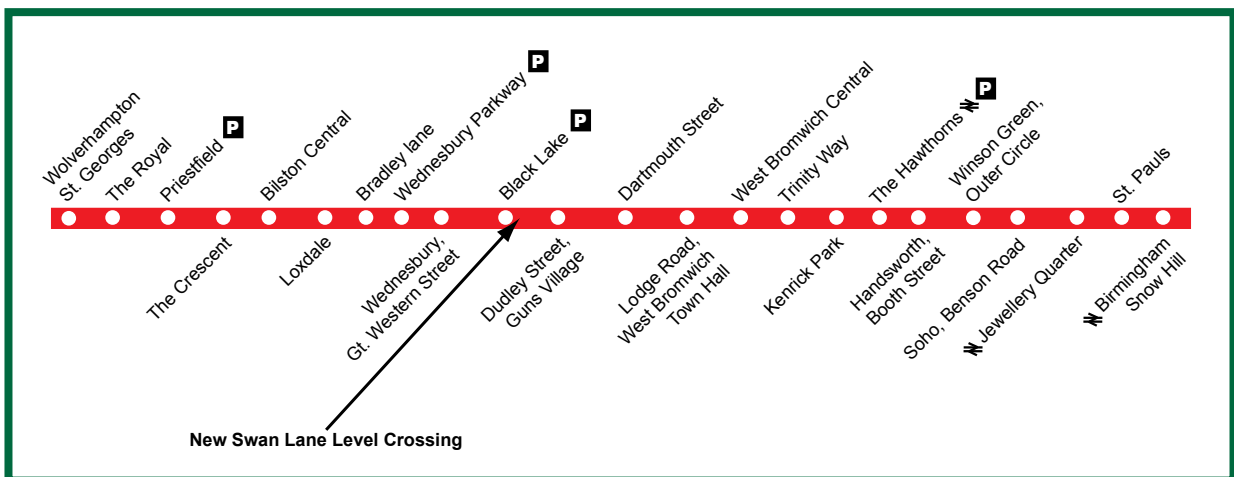 Wolverhampton
St. Georges
The Royal
Priestfield P
The Crescent
Bilston Central
Loxdale
Bradley lane
Wednesbury Parkway P
Wednesbury,
Gt. Western Street
Black Lake P
Dudley Street,
Guns Village
Dartmouth Street
Lodge Road,
West Bromwich
Town Hall
West Bromwich Central
Trinity Way
Kenrick Park
The Hawthorns P
Handsworth,
Booth Street
Winson Green,
Outer Circle
Soho, Benson Road
Jewellery Quarter
St. Pauls
Birmingham
Snow Hill
New Swan Lane Level Crossing